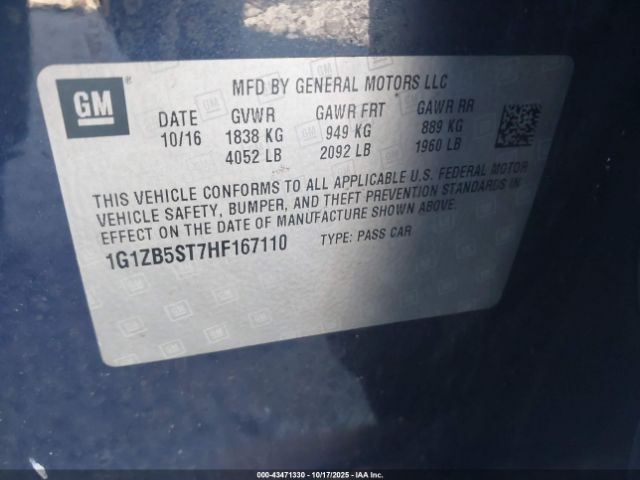 GM
®
MFD BY GENERAL MOTORS LLC
DATE GVWR GAWR FRT GAWR RR
10/16 1838 KG 949 KG 889 KG
4052 LB 2092 LB 1960 LB
THIS VEHICLE CONFORMS TO ALL APPLICABLE U.S. FEDERAL MOTOR
VEHICLE SAFETY, BUMPER, AND THEFT PREVENTION STANDARDS IN
EFFECT ON THE DATE OF MANUFACTURE SHOWN ABOVE.
1G1ZB5ST7HF167110 TYPE: PASS CAR
000-43471330 - 10/17/2025 - IAA Inc.